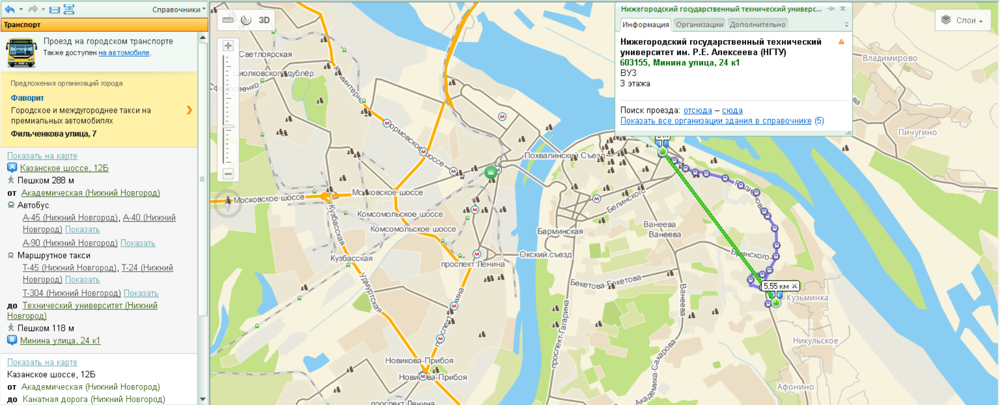 Справочники
Транспорт
Проезд на городском транспорте
Также доступен на автомобиле.
Предложения организаций города
Фаворит
Городское и междугороднее такси на
премиальных автомобилях
Фильченкова улица, 7
Показать на карте
A Казанское шоссе, 12Б
Пешком 288 м
от Академическая (Нижний Новгород)
Автобус
А-45 (Нижний Новгород), А-40 (Нижний
Новгород) Показать
А-90 (Нижний Новгород) Показать
Маршрутное такси
Т-45 (Нижний Новгород), Т-24 (Нижний
Новгород) Показать
Т-304 (Нижний Новгород) Показать
до Технический университет (Нижний
Новгород)
Пешком 118 м
B Минина улица, 24 к1
Показать на карте
Казанское шоссе, 12Б
от Академическая (Нижний Новгород)
до Канатная дорога (Нижний Новгород)
3D
Слои
Нижегородский государственный технический универс...
Информация
Организации
Дополнительно
Нижегородский государственный технический
университет им. Р.Е. Алексеева (НГТУ)
603155, Минина улица, 24 к1
ВУЗ
3 этажа
Поиск проезда: отсюда – сюда
Показать все организации здания в справочнике (5)
Светлоярская
Коминтерна
Сормовское шоссе
Московское шоссе
Московское шоссе
Комсомольское шоссе
Комсомольское шоссе
Кузбасская
Кузбасская
Удмуртская
проспект Ленина
проспект Ленина
Новикова-Прибоя
Новикова-Прибоя
проспект Ленина
Похвалинский Съезд
Белинского
Барминская
Окский съезд
Ванеева
Ванеева
Ванеева
Бекетова Бекетова
проспект Гагарина
Академика Сахарова
Родионова
Бринского
5,55 км
Кузьминка
Никульское
Афонино
Владимирово
Пичугино